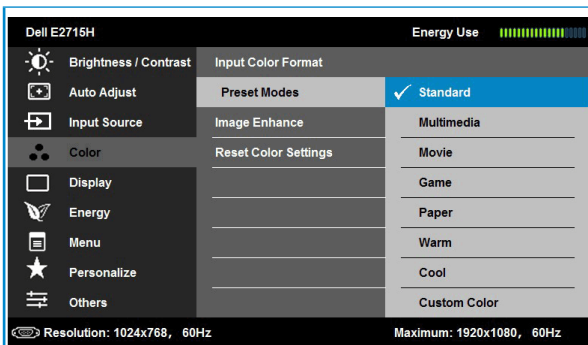 Dell E2715H Energy Use
Brightness / Contrast Input Color Format
Auto Adjust Preset Modes Standard
Input Source Image Enhance Multimedia
Color Reset Color Settings Movie
Display Game
Energy Paper
Menu Warm
Personalize Cool
Others Custom Color
Resolution: 1024x768, 60Hz Maximum: 1920x1080, 60Hz